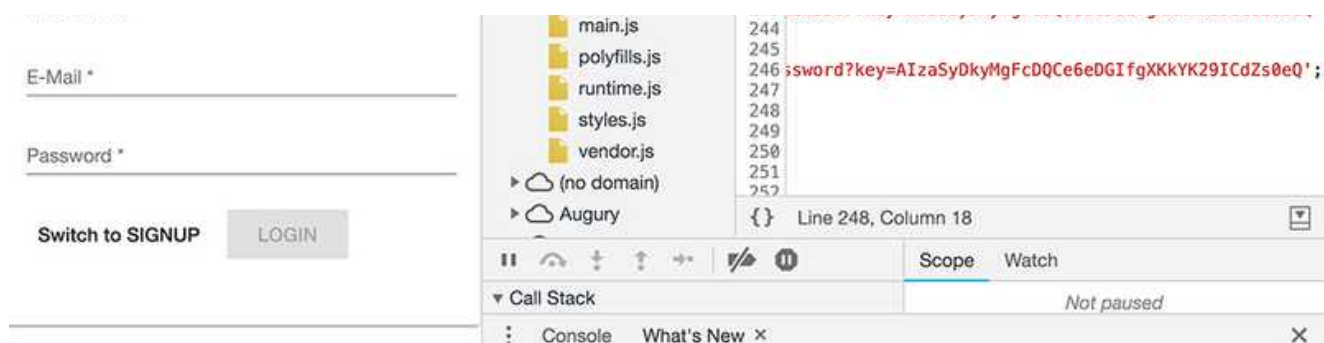 main.js
polyfills.js
runtime.js
styles.js
vendor.js
(no domain)
Augury
E-Mail *
Password *
Switch to SIGNUP LOGIN
244
245
246 ssword?key=AIzaSyDkyMgFcDQCe6eDGIfgXKkYK29ICdZs0eQ';
247
248
249
250
251
252
{} Line 248, Column 18
Scope Watch
Call Stack
Not paused
Console What's New ×